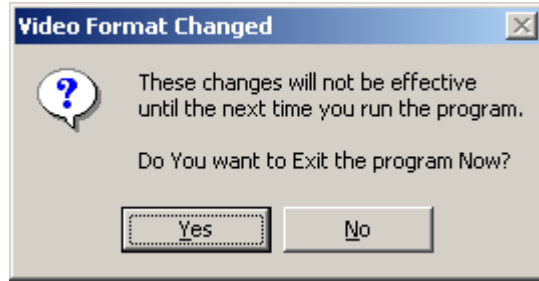 Video Format Changed
These changes will not be effective
until the next time you run the program.
Do You want to Exit the program Now?
Yes
No